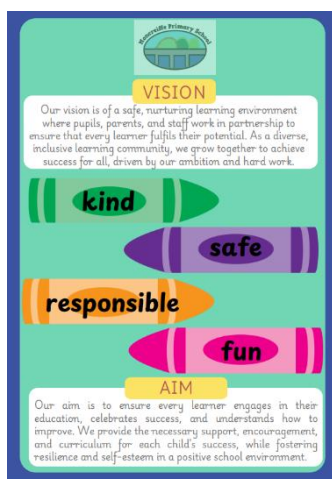 Primary School
VISION
Our vision is of a safe, nurturing learning environment
where pupils, parents, and staff work in partnership to
ensure that every learner fulfils their potential. As a diverse,
inclusive learning community, we grow together to achieve
success for all, driven by our ambition and hard work.
kind
safe
responsible
fun
AIM
Our aim is to ensure every learner engages in their
education, celebrates success, and understands how to
improve. We provide the necessary support, encouragement,
and curriculum for each child's success, while fostering
resilience and self-esteem in a positive school environment.